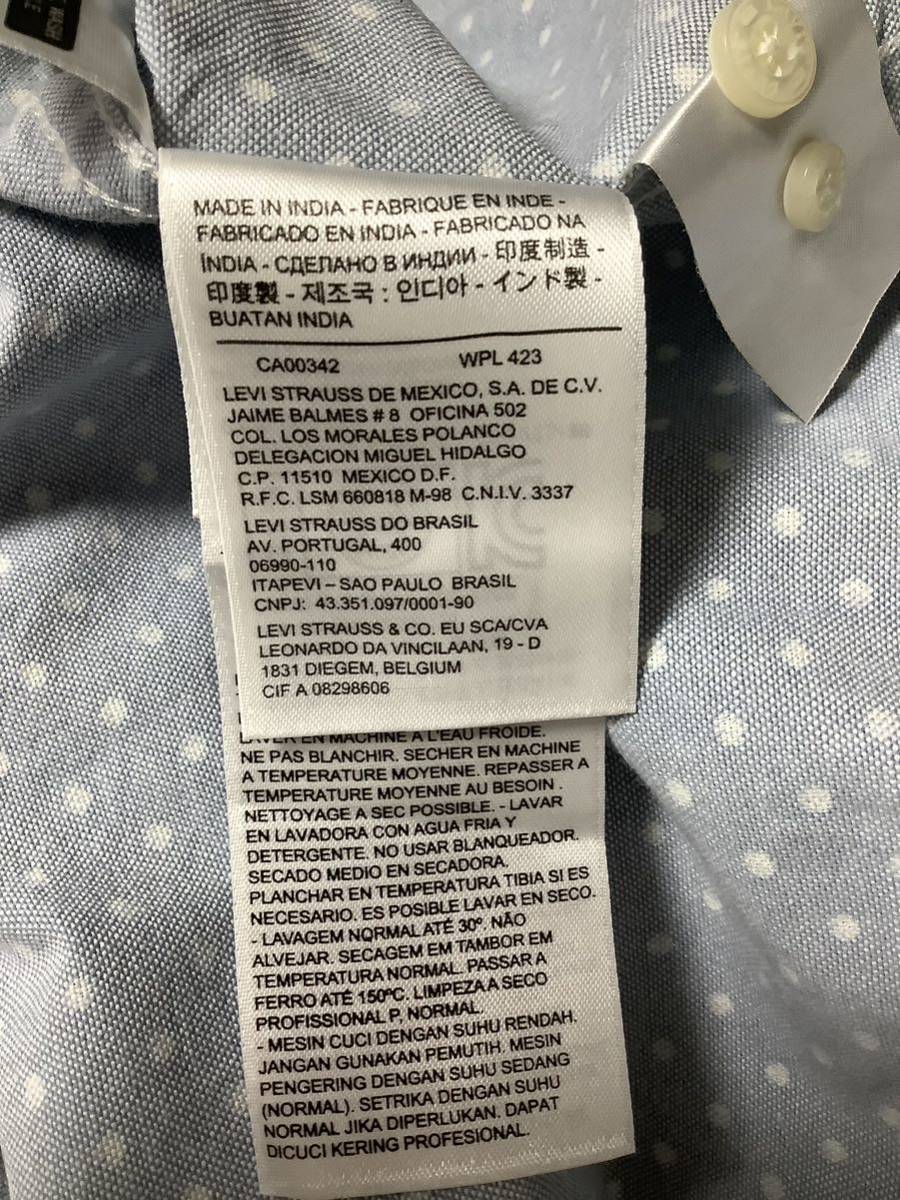 MADE IN INDIA - FABRIQUE EN INDE -
FABRICADO EN INDIA - FABRICADO NA
INDIA - СДЕЛАНО В ИНДИИ - 印度制造 -
印度製 - 제조국 : 인디아 - インド製 -
BUATAN INDIA
CA00342 WPL 423
LEVI STRAUSS DE MEXICO, S.A. DE C.V.
JAIME BALMES # 8 OFICINA 502
COL. LOS MORALES POLANCO
DELEGACION MIGUEL HIDALGO
C.P. 11510 MEXICO D.F.
R.F.C. LSM 660818 M-98 C.N.I.V. 3337
LEVI STRAUSS DO BRASIL
AV. PORTUGAL, 400
06990-110
ITAPEVI – SAO PAULO BRASIL
CNPJ: 43.351.097/0001-90
LEVI STRAUSS & CO. EU SCA/CVA
LEONARDO DA VINCILAAN, 19 - D
1831 DIEGEM, BELGIUM
CIF A 08298606
LAVER EN MACHINE A L'EAU FROIDE.
NE PAS BLANCHIR. SECHER EN MACHINE
A TEMPERATURE MOYENNE. REPASSER A
TEMPERATURE MOYENNE AU BESOIN .
NETTOYAGE A SEC POSSIBLE. - LAVAR
EN LAVADORA CON AGUA FRIA Y
DETERGENTE. NO USAR BLANQUEADOR.
SECADO MEDIO EN SECADORA.
PLANCHAR EN TEMPERATURA TIBIA SI ES
NECESARIO. ES POSIBLE LAVAR EN SECO.
- LAVAGEM NORMAL ATÉ 30º. NÃO
ALVEJAR. SECAGEM EM TAMBOR EM
TEMPERATURA NORMAL. PASSAR A
FERRO ATÉ 150ºC. LIMPEZA A SECO
PROFISSIONAL P, NORMAL.
- MESIN CUCI DENGAN SUHU RENDAH.
JANGAN GUNAKAN PEMUTIH. MESIN
PENGERING DENGAN SUHU SEDANG
(NORMAL). SETRIKA DENGAN SUHU
NORMAL JIKA DIPERLUKAN. DAPAT
DICUCI KERING PROFESIONAL.